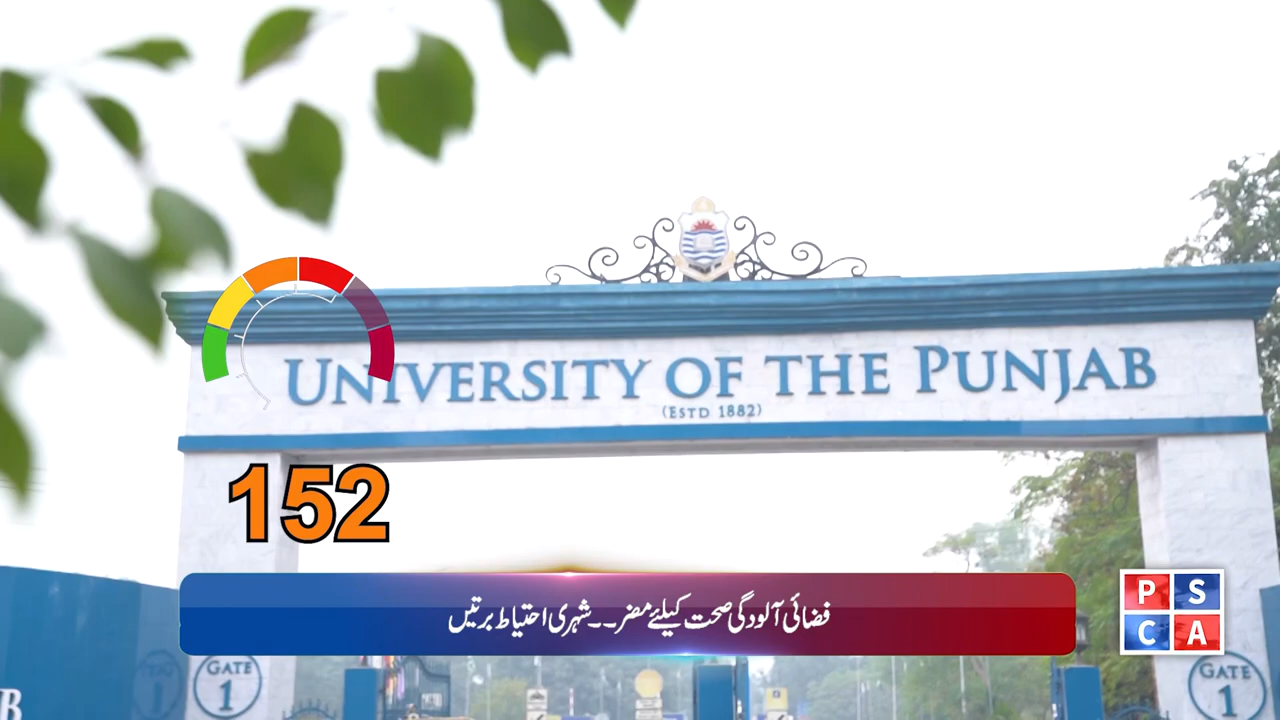 UNIVERSITY OF THE PUNJAB
(ESTD 1882)
152
فضائی آلودگی صحت کیلئے مضر۔۔شہری احتیاط برتیں
P S
C A
GATE
1
GATE
1